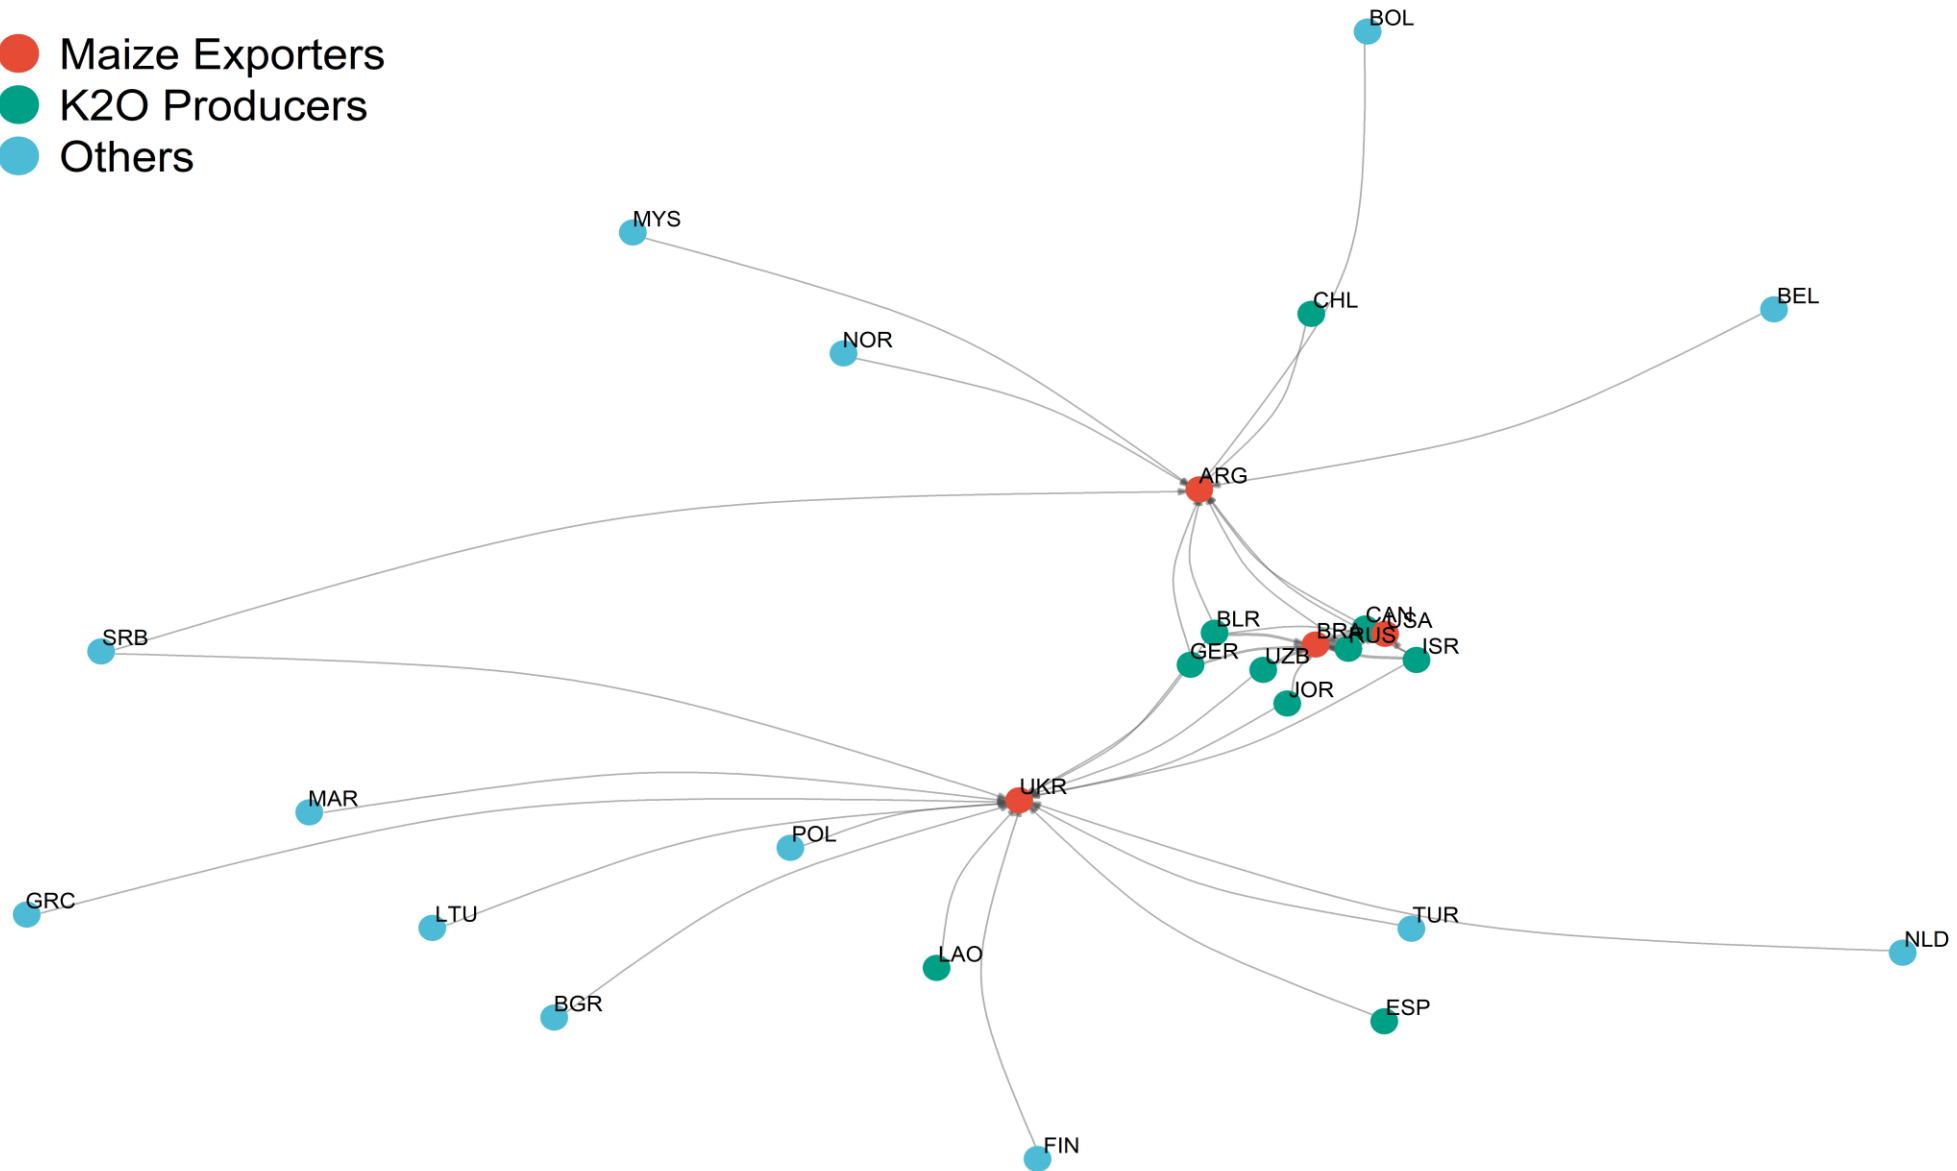 Maize Exporters
K2O Producers
Others
BOL
MYS
BEL
CHL
NOR
ARG
CAN
USA
BLR
BRA
RUS
SRB
ISR
GER
UZB
JOR
UKR
MAR
POL
GRC
LTU
TUR
NLD
LAO
BGR
ESP
FIN